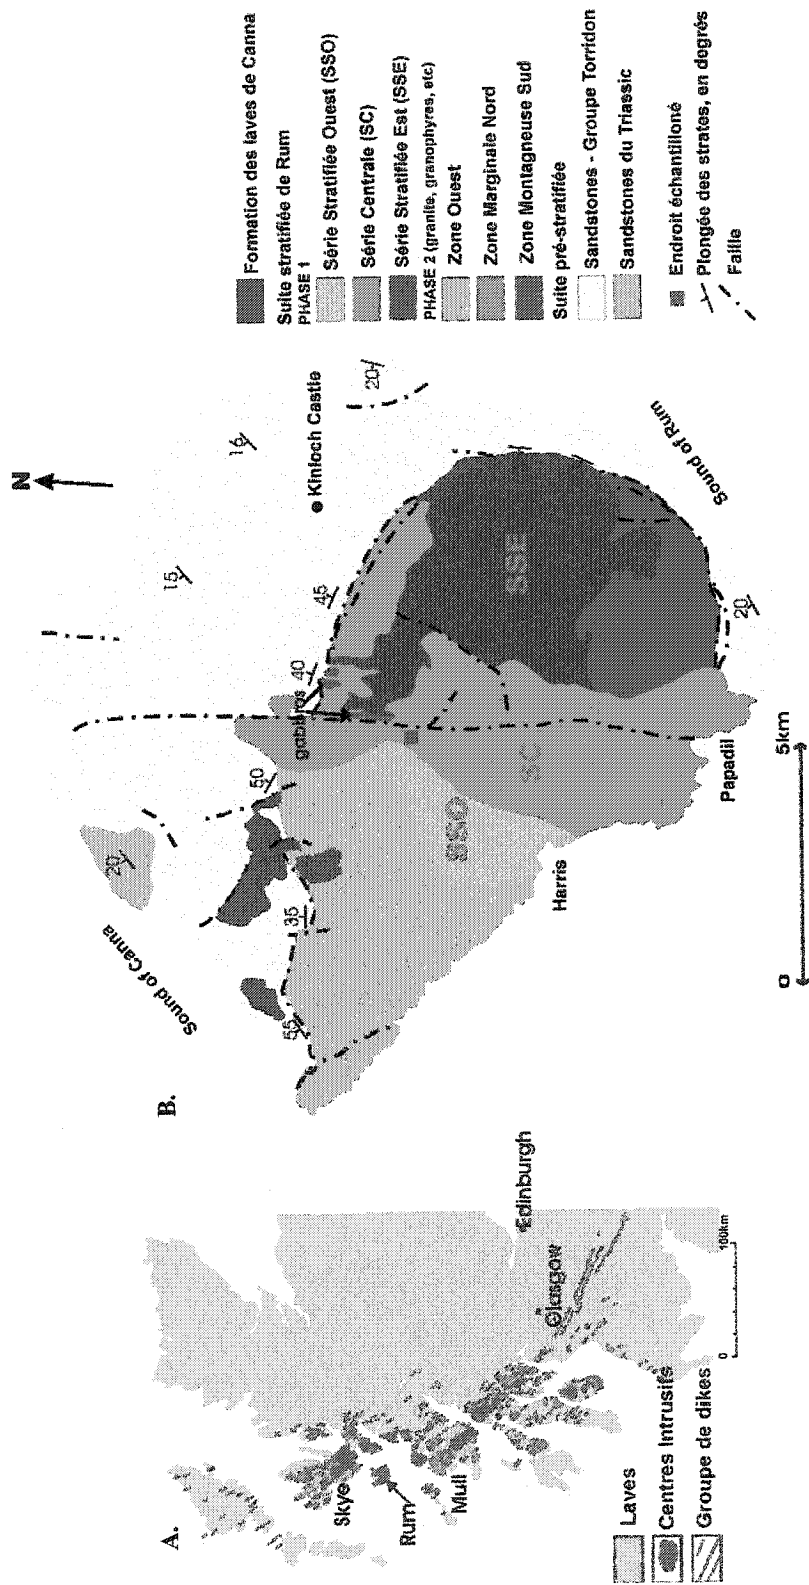 A.
Skye
Rum
Mull
Glasgow
Edinburgh
0
100km
Laves
Centres Intrusifs
Groupe de dikes
B.
N
Sound of Canna
20
15
16
20
50
40
45
35
55
gabbros
Kinloch Castle
SSO
SC
SSE
Harris
Papadil
20
Sound of Rum
0
5km
Formation des laves de Canna
Suite stratifiée de Rum
PHASE 1
Série Stratifiée Ouest (SSO)
Série Centrale (SC)
Série Stratifiée Est (SSE)
PHASE 2 (granite, granophyres, etc)
Zone Ouest
Zone Marginale Nord
Zone Montagneuse Sud
Suite pré-stratifiée
Sandstones - Groupe Torridon
Sandstones du Triassic
Endroit échantilloné
Plongée des strates, en degrés
Faille